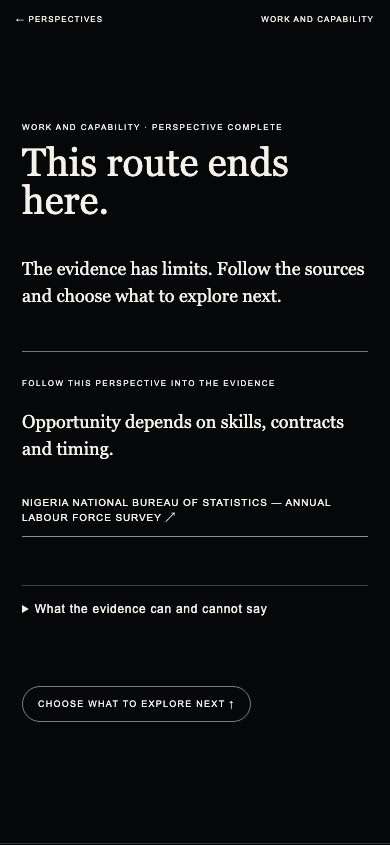 ← PERSPECTIVES
WORK AND CAPABILITY
WORK AND CAPABILITY · PERSPECTIVE COMPLETE
This route ends
here.
The evidence has limits. Follow the sources
and choose what to explore next.
FOLLOW THIS PERSPECTIVE INTO THE EVIDENCE
Opportunity depends on skills, contracts
and timing.
NIGERIA NATIONAL BUREAU OF STATISTICS — ANNUAL
LABOUR FORCE SURVEY ↗
▶ What the evidence can and cannot say
CHOOSE WHAT TO EXPLORE NEXT ↑